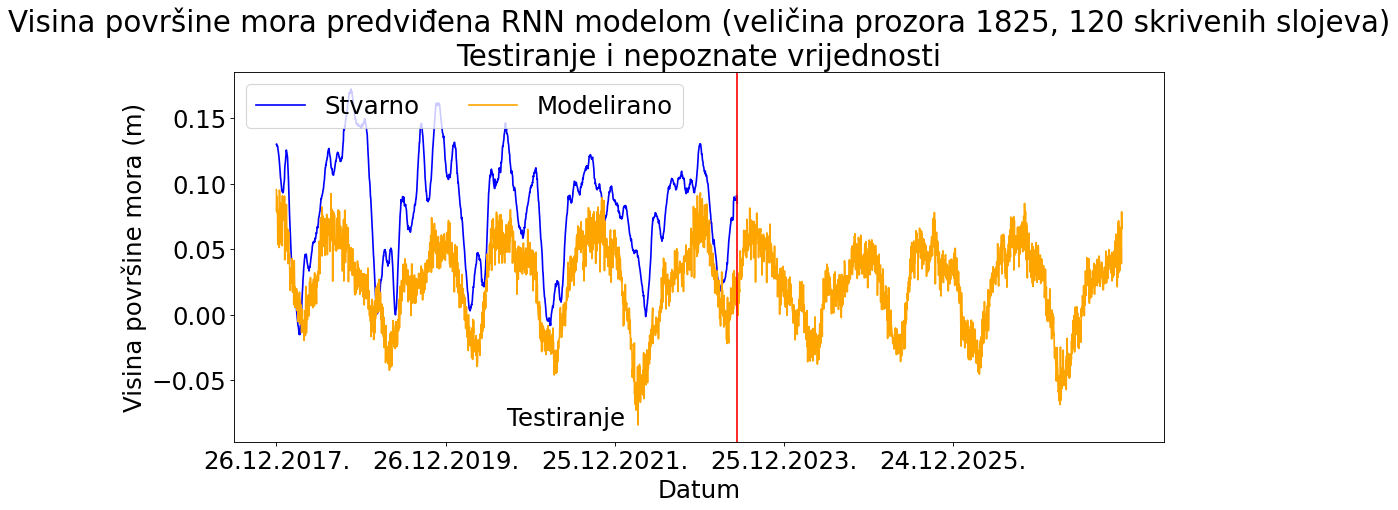 Visina površine mora predviđena RNN modelom (veličina prozora 1825, 120 skrivenih slojeva)
Testiranje i nepoznate vrijednosti
Stvarno Modelirano
Visina površine mora (m)
0.15
0.10
0.05
0.00
−0.05
Testiranje
26.12.2017. 26.12.2019. 25.12.2021. 25.12.2023. 24.12.2025.
Datum